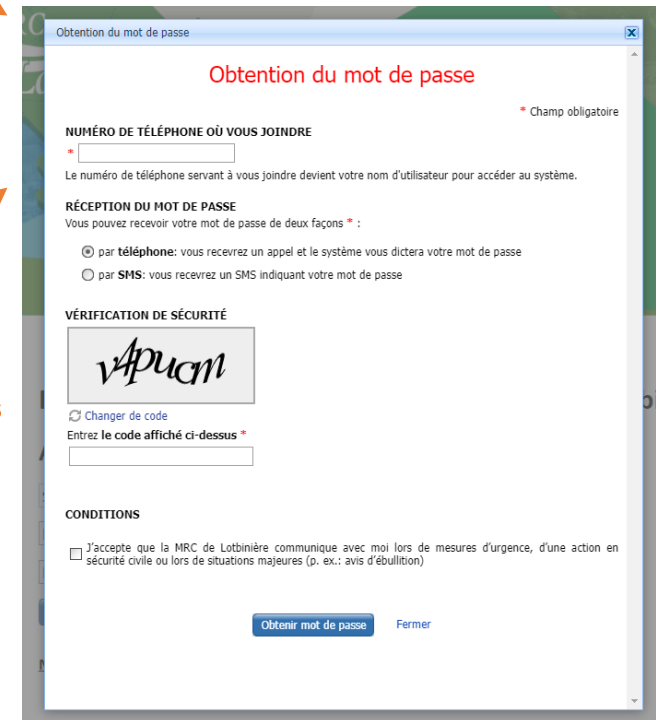 Obtention du mot de passe
Obtention du mot de passe
* Champ obligatoire
NUMÉRO DE TÉLÉPHONE OÙ VOUS JOINDRE
*
Le numéro de téléphone servant à vous joindre devient votre nom d'utilisateur pour accéder au système.
RÉCEPTION DU MOT DE PASSE
Vous pouvez recevoir votre mot de passe de deux façons * :
par téléphone: vous recevrez un appel et le système vous dictera votre mot de passe
par SMS: vous recevrez un SMS indiquant votre mot de passe
VÉRIFICATION DE SÉCURITÉ
v4pucm
Changer de code
Entrez le code affiché ci-dessus *
CONDITIONS
J'accepte que la MRC de Lotbinière communique avec moi lors de mesures d'urgence, d'une action en
sécurité civile ou lors de situations majeures (p. ex.: avis d'ébullition)
Obtenir mot de passe Fermer